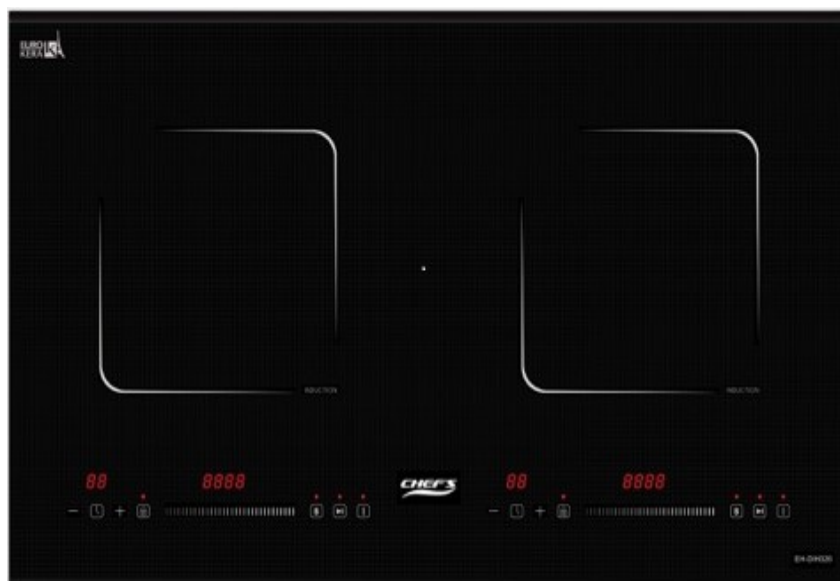 EURO
KERA
INDUCTION
INDUCTION
88
8888
CHEF'S
88
8888
EH-DIH326